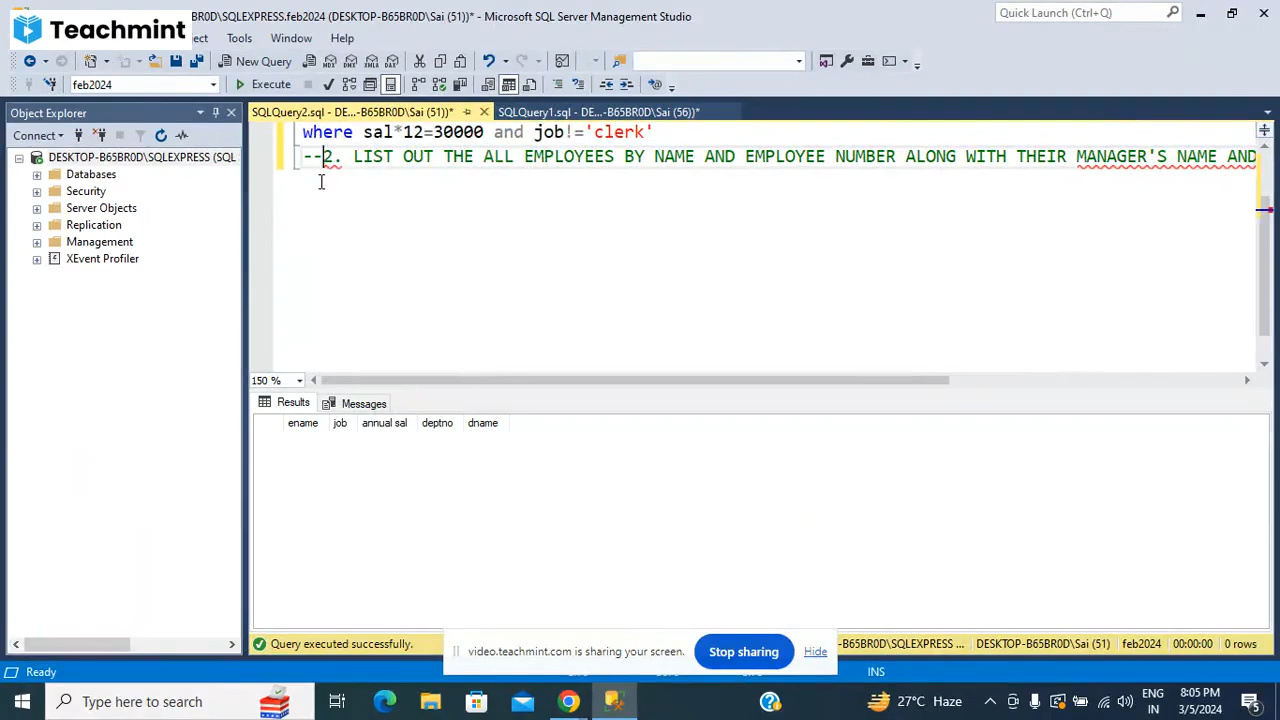 Teachmint
0R\SQLEXPRESS.feb2024 (DESKTOP-B65BR0D\Sai (51))* - Microsoft SQL Server Management Studio
Quick Launch (Ctrl+Q)
ect Tools Window Help
New Query
feb2024 Execute
Object Explorer
SQLQuery2.sql - DE...-B65BR0D\Sai (51))* SQLQuery1.sql - DE...-B65BR0D\Sai (56))*
Connect
DESKTOP-B65BR0D\SQLEXPRESS (SQL
Databases
Security
Server Objects
Replication
Management
XEvent Profiler
where sal*12=30000 and job!='clerk'
--2. LIST OUT THE ALL EMPLOYEES BY NAME AND EMPLOYEE NUMBER ALONG WITH THEIR MANAGER'S NAME AND
150 %
Results Messages
ename job annual sal deptno dname
Query executed successfully.
-B65BR0D\SQLEXPRESS ... DESKTOP-B65BR0D\Sai (51) feb2024 00:00:00 0 rows
video.teachmint.com is sharing your screen. Stop sharing Hide
Ready INS
Type here to search
27°C Haze
ENG
IN
8:05 PM
3/5/2024
5